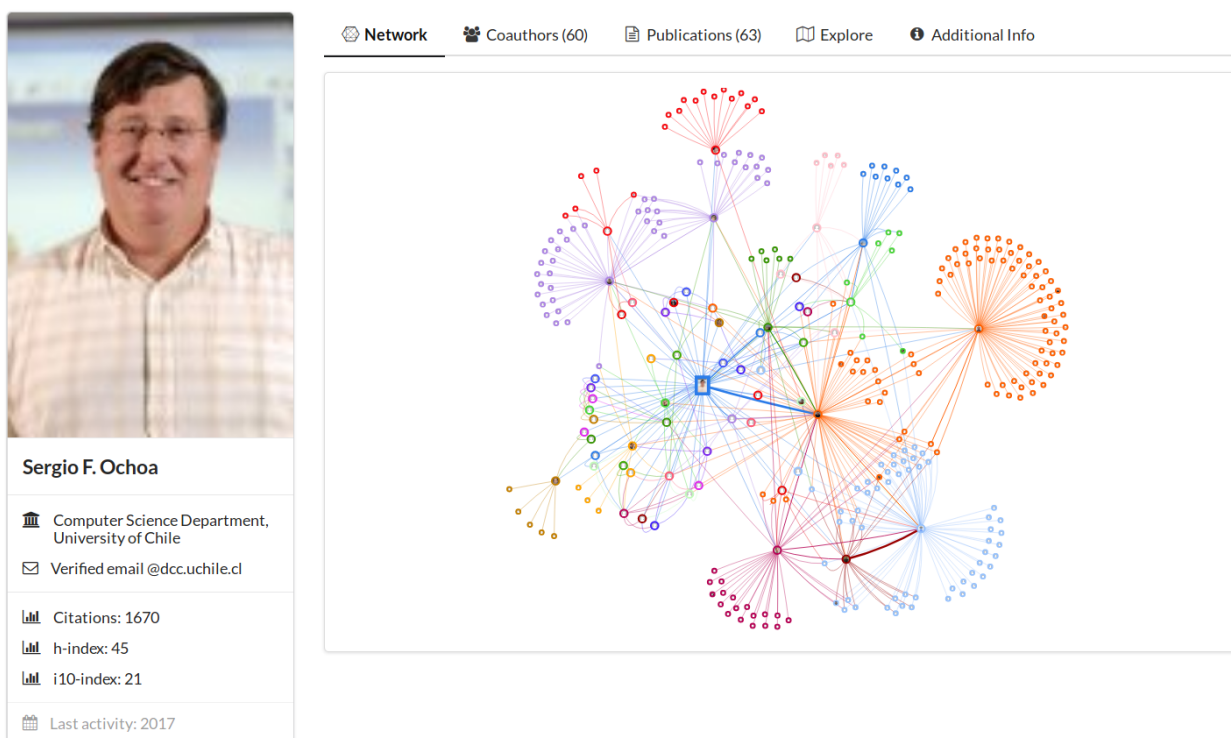 Network
Coauthors (60)
Publications (63)
Explore
Additional Info
Sergio F. Ochoa
Computer Science Department,
University of Chile
Verified email @dcc.uchile.cl
Citations: 1670
h-index: 45
i10-index: 21
Last activity: 2017